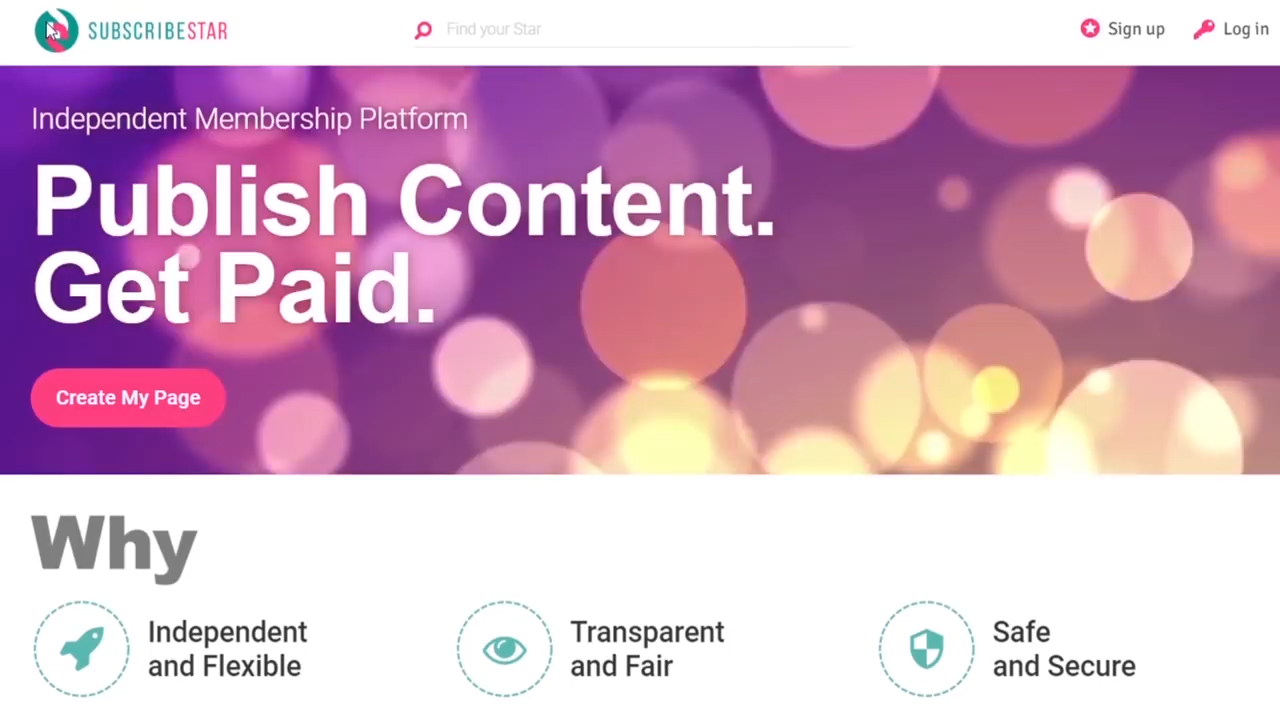 SUBSCRIBESTAR
Find your Star
Sign up
Log in
Independent Membership Platform
Publish Content.
Get Paid.
Create My Page
Why
Independent
and Flexible
Transparent
and Fair
Safe
and Secure